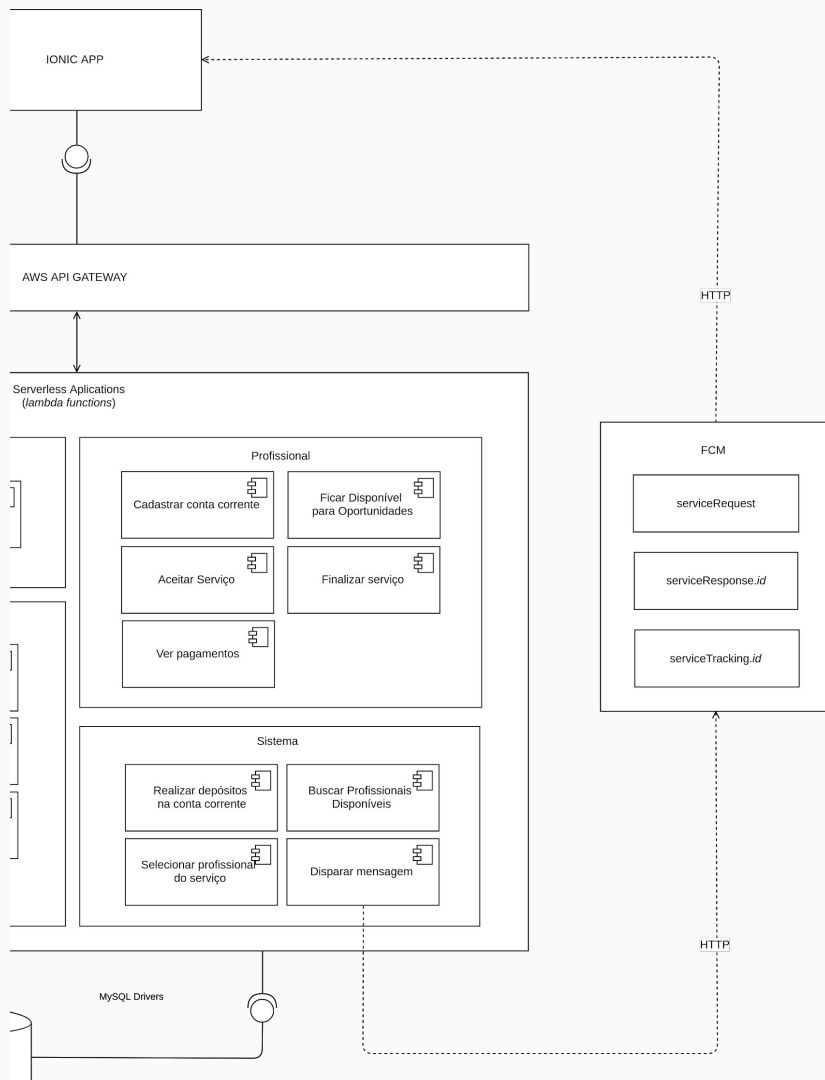 IONIC APP
AWS API GATEWAY
HTTP
Serverless Aplications
(lambda functions)
Profissional
Cadastrar conta corrente
Ficar Disponível
para Oportunidades
Aceitar Serviço
Finalizar serviço
Ver pagamentos
FCM
serviceRequest
serviceResponse.id
serviceTracking.id
Sistema
Realizar depósitos
na conta corrente
Buscar Profissionais
Disponíveis
Selecionar profissional
do serviço
Disparar mensagem
HTTP
MySQL Drivers